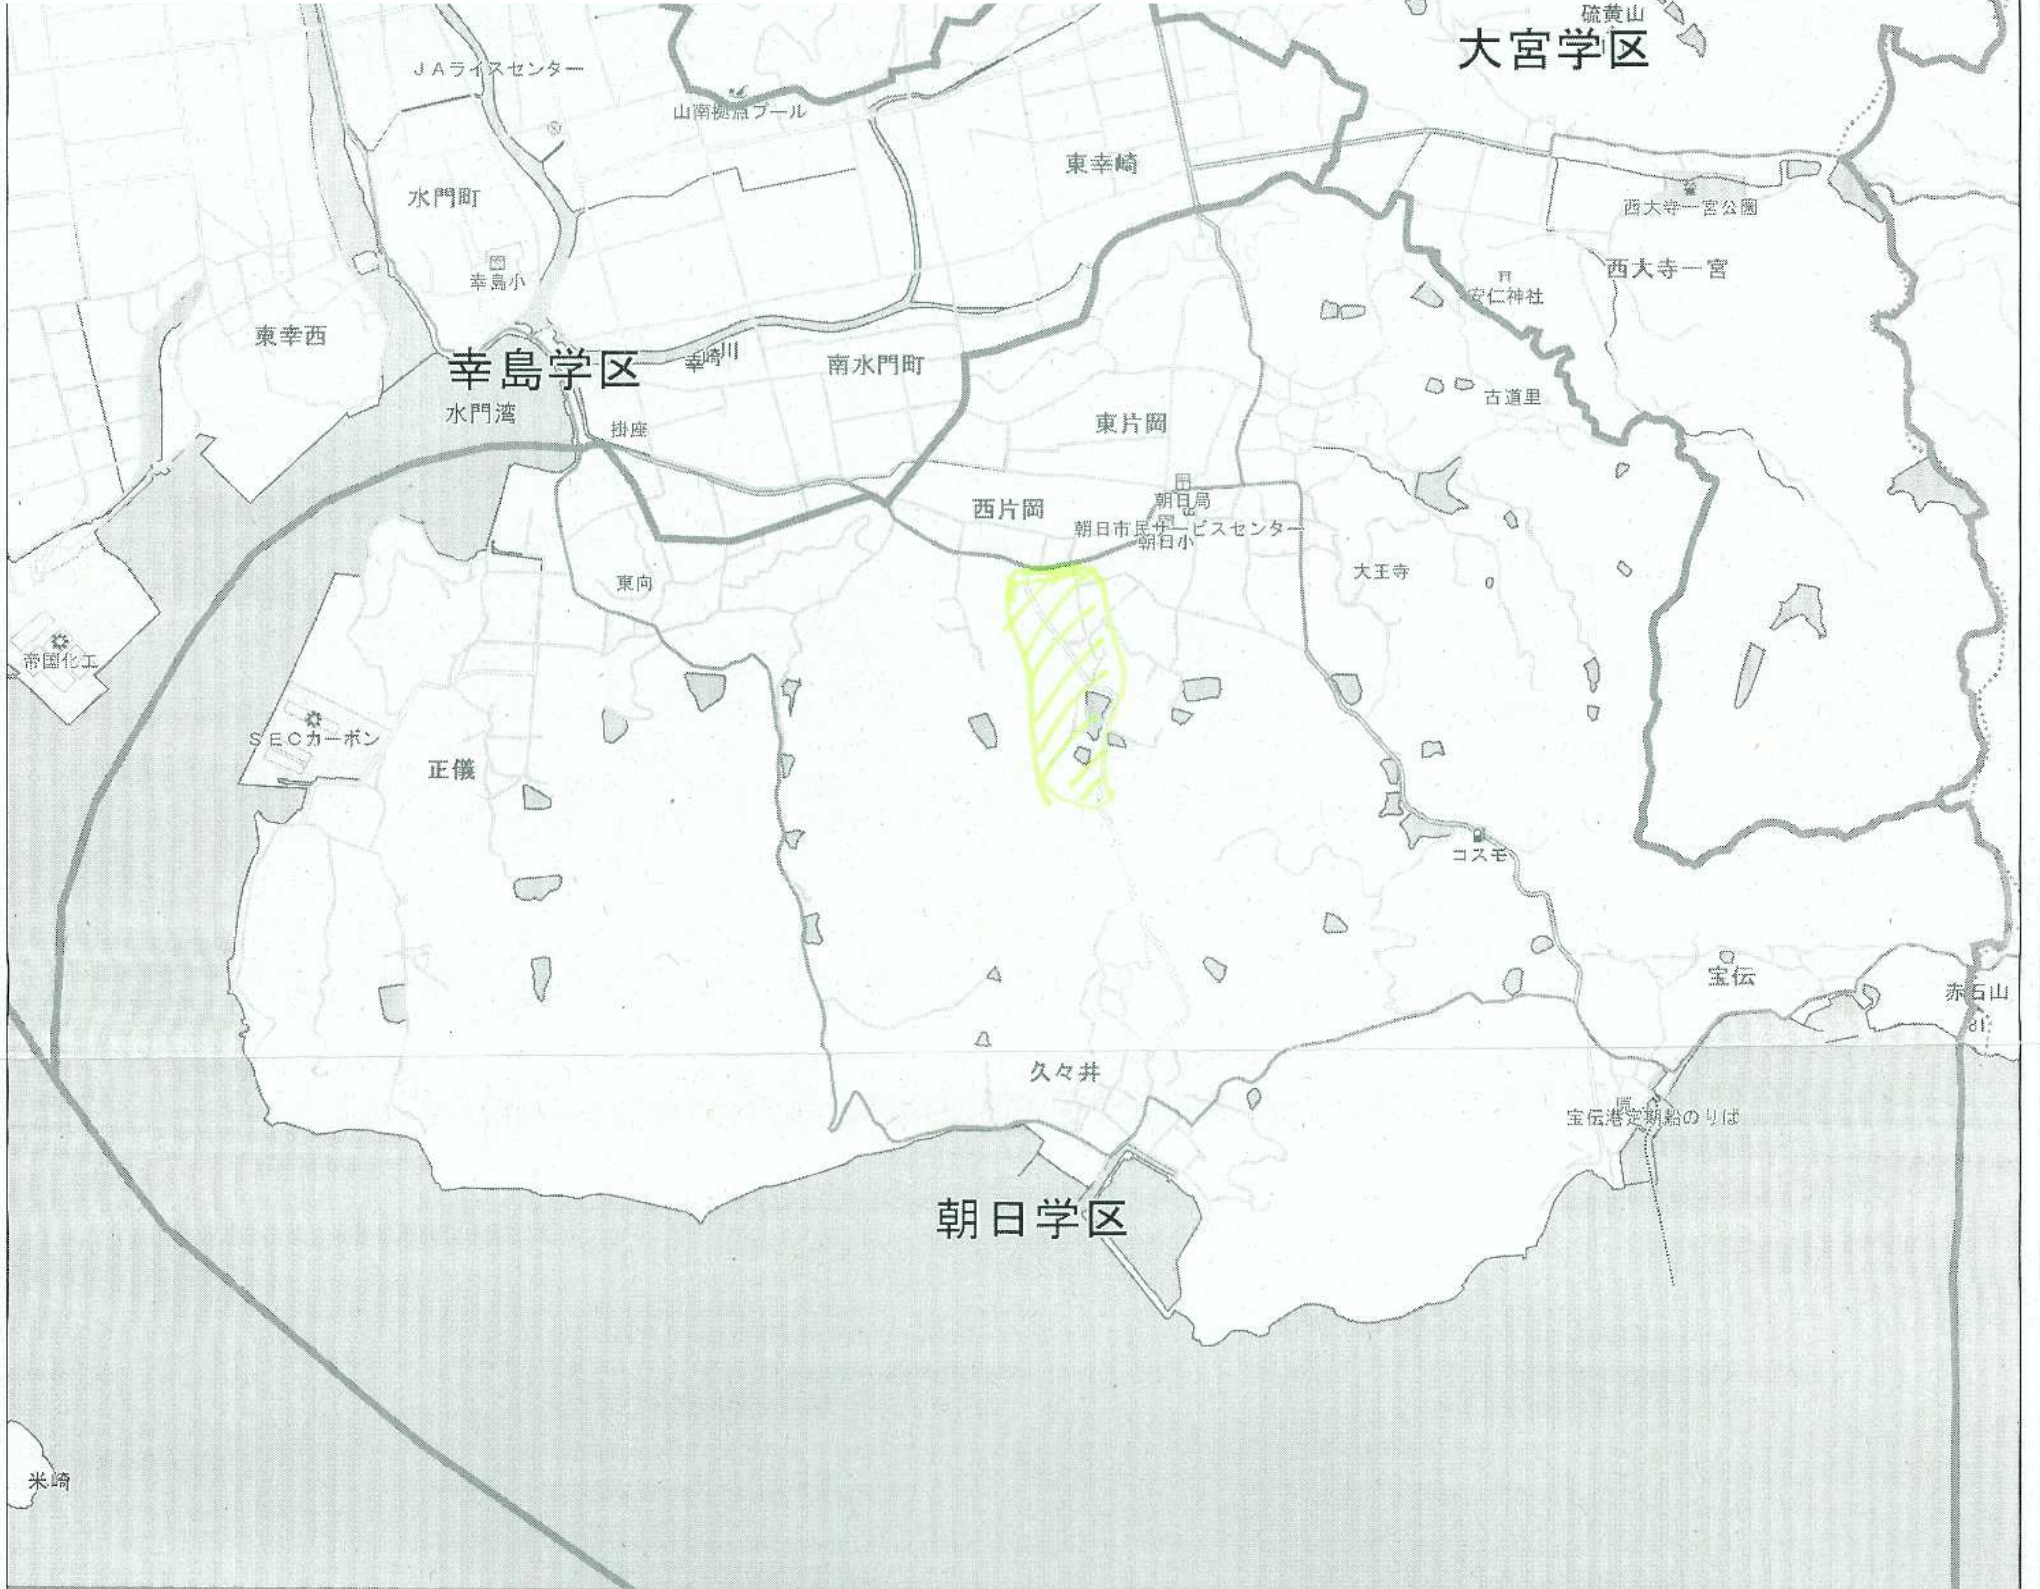 硫黄山
大宮学区
JAライスセンター
山南拠点プール
東幸崎
水門町
西大寺一宮公園
幸島小
西大寺一宮
安仁神社
東幸西
幸島学区
幸崎川
南水門町
古道里
水門湾
掛座
東片岡
朝日局
西片岡
朝日市民サービスセンター
朝日小
大王寺
東向
帝国化工
SECカーボン
正儀
コスモ
宝伝
赤石山
久々井
宝伝港定期船のりば
朝日学区
米崎